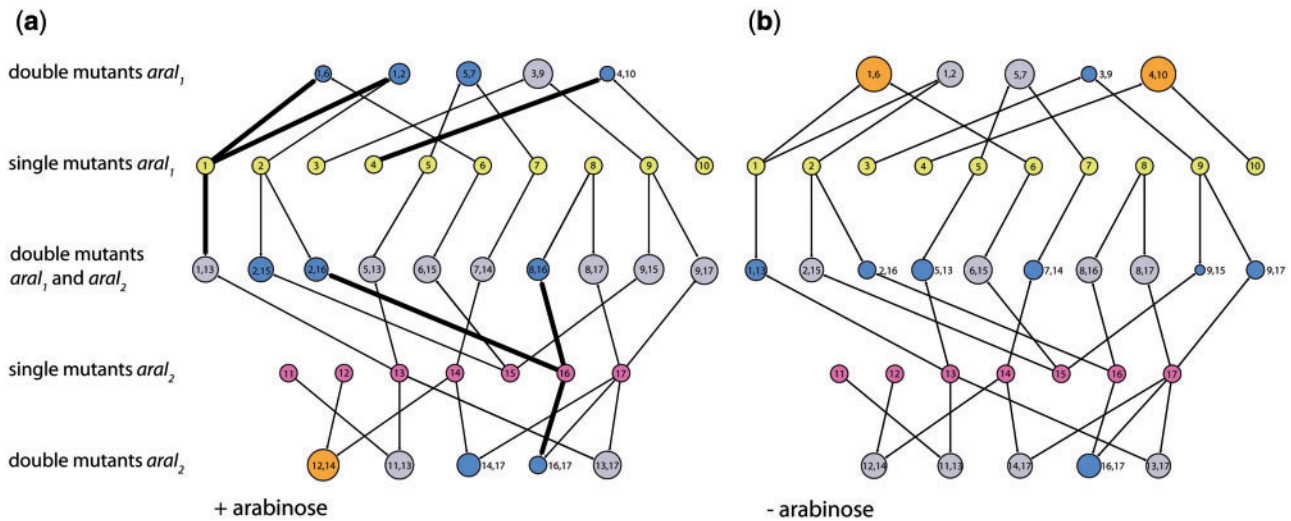 (a) (b)
double mutants araI₁ 1,6 1,2 5,7 3,9 4,10 1,6 1,2 5,7 3,9 4,10
single mutants araI₁ 1 2 3 4 5 6 7 8 9 10 1 2 3 4 5 6 7 8 9 10
double mutants
araI₁ and araI₂ 1,13 2,15 2,16 5,13 6,15 7,14 8,16 8,17 9,15 9,17 1,13 2,15 2,16 5,13 6,15 7,14 8,16 8,17 9,15 9,17
single mutants araI₂ 11 12 13 14 15 16 17 11 12 13 14 15 16 17
double mutants araI₂ 12,14 11,13 14,17 16,17 13,17 12,14 11,13 14,17 16,17 13,17
+ arabinose - arabinose